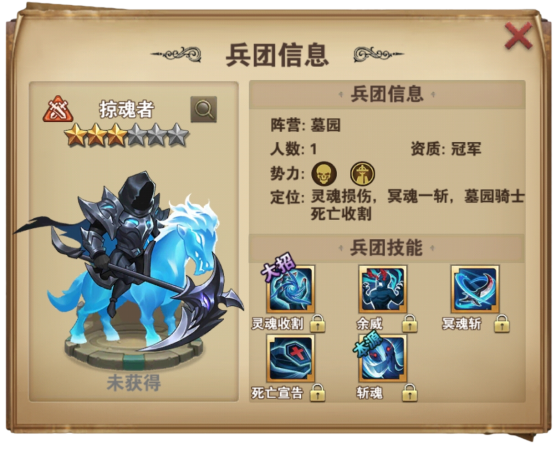 兵团信息
掠魂者
未获得
兵团信息
阵营: 墓园
人数: 1 资质: 冠军
势力:
定位: 灵魂损伤，冥魂一斩，墓园骑士
死亡收割
兵团技能
大招
灵魂收割 余威 冥魂斩
本源
死亡宣告 斩魂